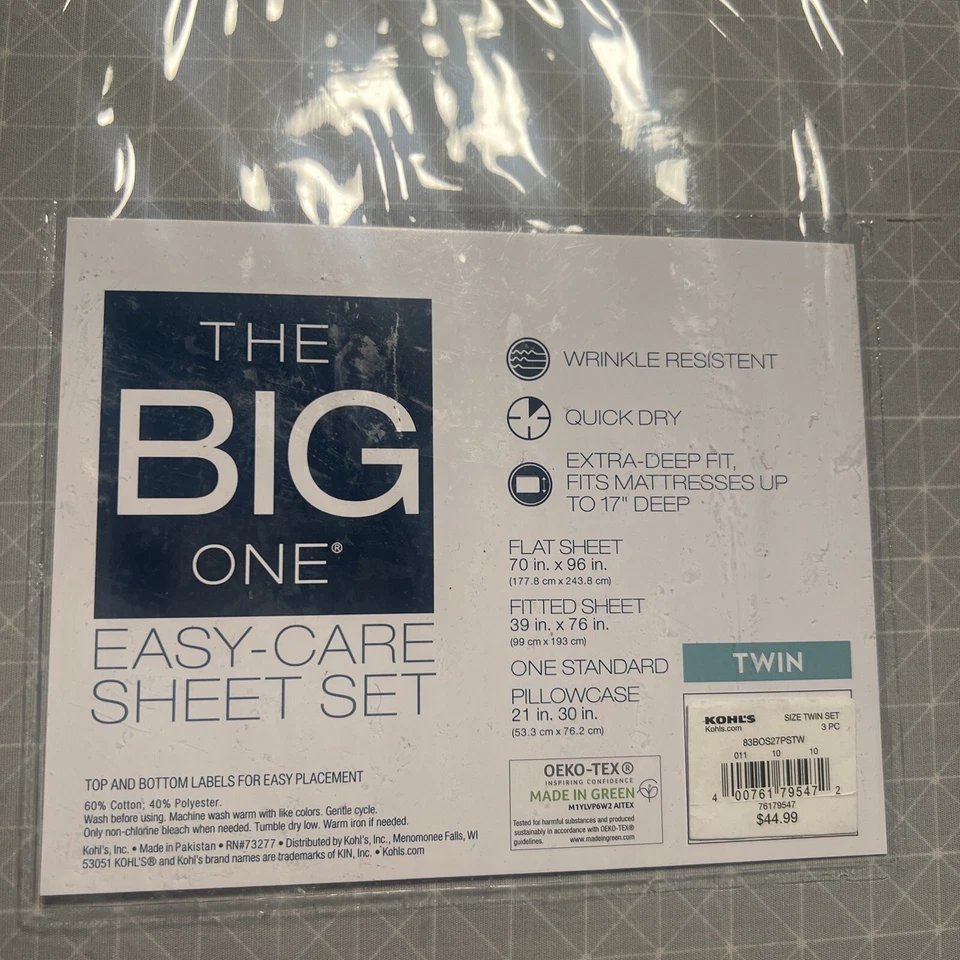 THE
BIG
ONE®
EASY-CARE
SHEET SET
TOP AND BOTTOM LABELS FOR EASY PLACEMENT
60% Cotton; 40% Polyester.
Wash before using. Machine wash warm with like colors. Gentle cycle.
Only non-chlorine bleach when needed. Tumble dry low. Warm iron if needed.
Kohl's, Inc. • Made in Pakistan • RN#73277 • Distributed by Kohl's, Inc., Menomonee Falls, WI
53051 KOHL'S® and Kohl's brand names are trademarks of KIN, Inc. • Kohls.com
WRINKLE RESISTENT
QUICK DRY
EXTRA-DEEP FIT,
FITS MATTRESSES UP
TO 17" DEEP
FLAT SHEET
70 in. x 96 in.
(177.8 cm x 243.8 cm)
FITTED SHEET
39 in. x 76 in.
(99 cm x 193 cm)
ONE STANDARD
PILLOWCASE
21 in. 30 in.
(53.3 cm x 76.2 cm)
OEKO-TEX®
INSPIRING CONFIDENCE
MADE IN GREEN
M1YLVP6W2 AITEX
Tested for harmful substances and produced
sustainably in accordance with OEKO-TEX®
guidelines. www.madeingreen.com
TWIN
KOHL'S SIZE TWIN SET
Kohls.com 3 PC
83BOS27PSTW
011 10 10
4 00761 79547 2
76179547
$44.99